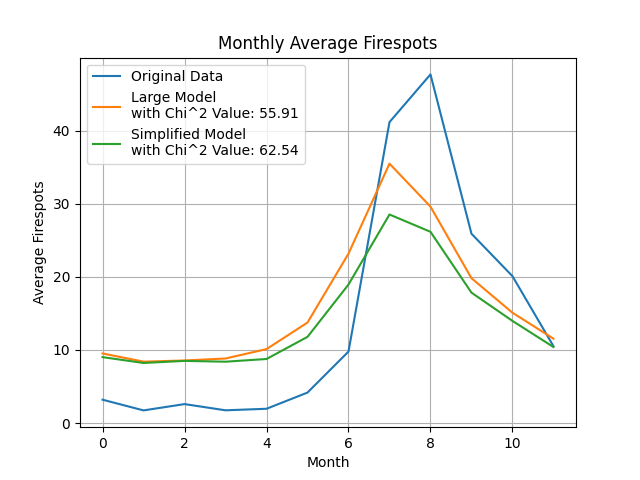 Monthly Average Firespots
Original Data
Large Model
with Chi^2 Value: 55.91
Simplified Model
with Chi^2 Value: 62.54
Average Firespots
40
30
20
10
0
0 2 4 6 8 10
Month